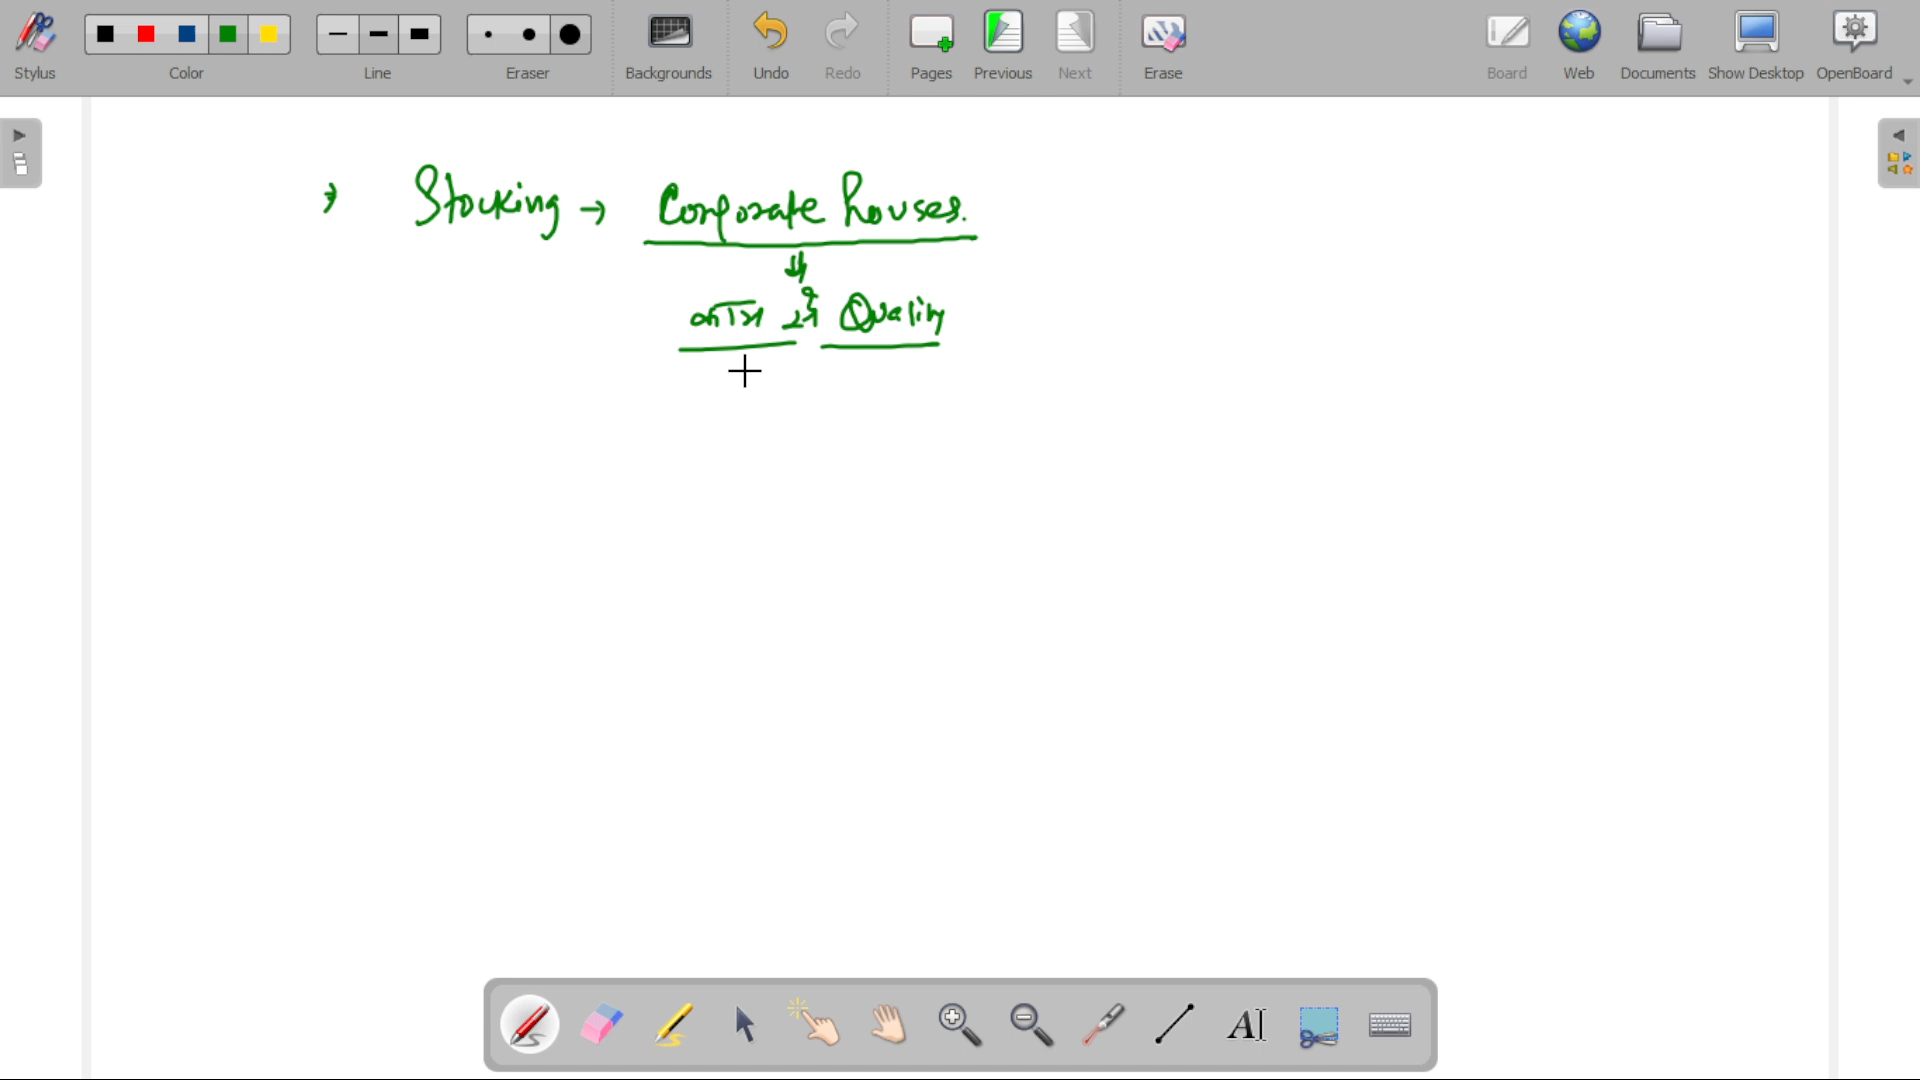 Stylus Color Line Eraser Backgrounds Undo Redo Pages Previous Next Erase Board Web Documents Show Desktop OpenBoard
Stocking → Corporate houses.
Quality
AI